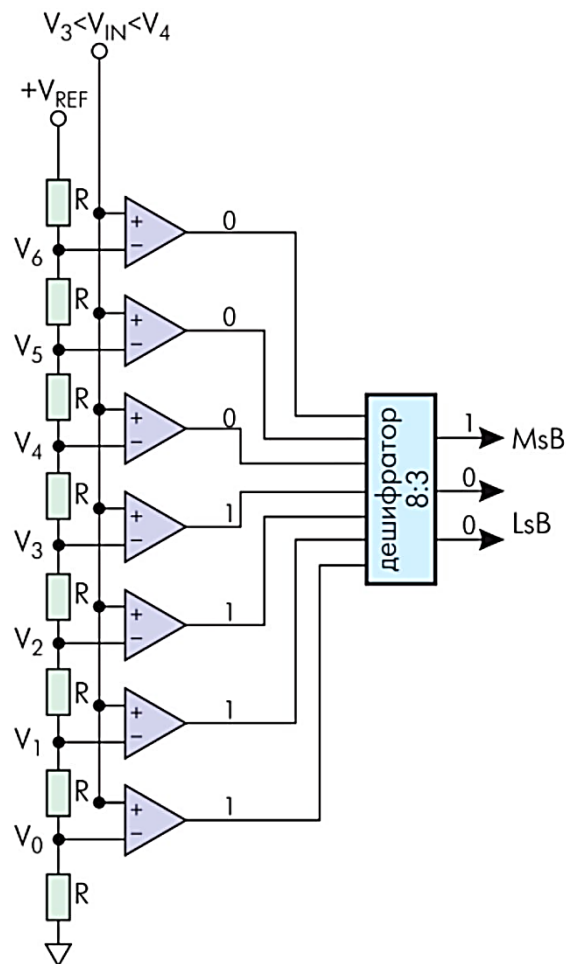 V3<VIN<V4
+VREF
R
V6
0
R
V5
0
R
V4
0
R
V3
1
R
V2
1
R
V1
1
R
V0
1
R
дешифратор
8:3
1 MsB
0
0 LsB
+
−
+
−
+
−
+
−
+
−
+
−
+
−